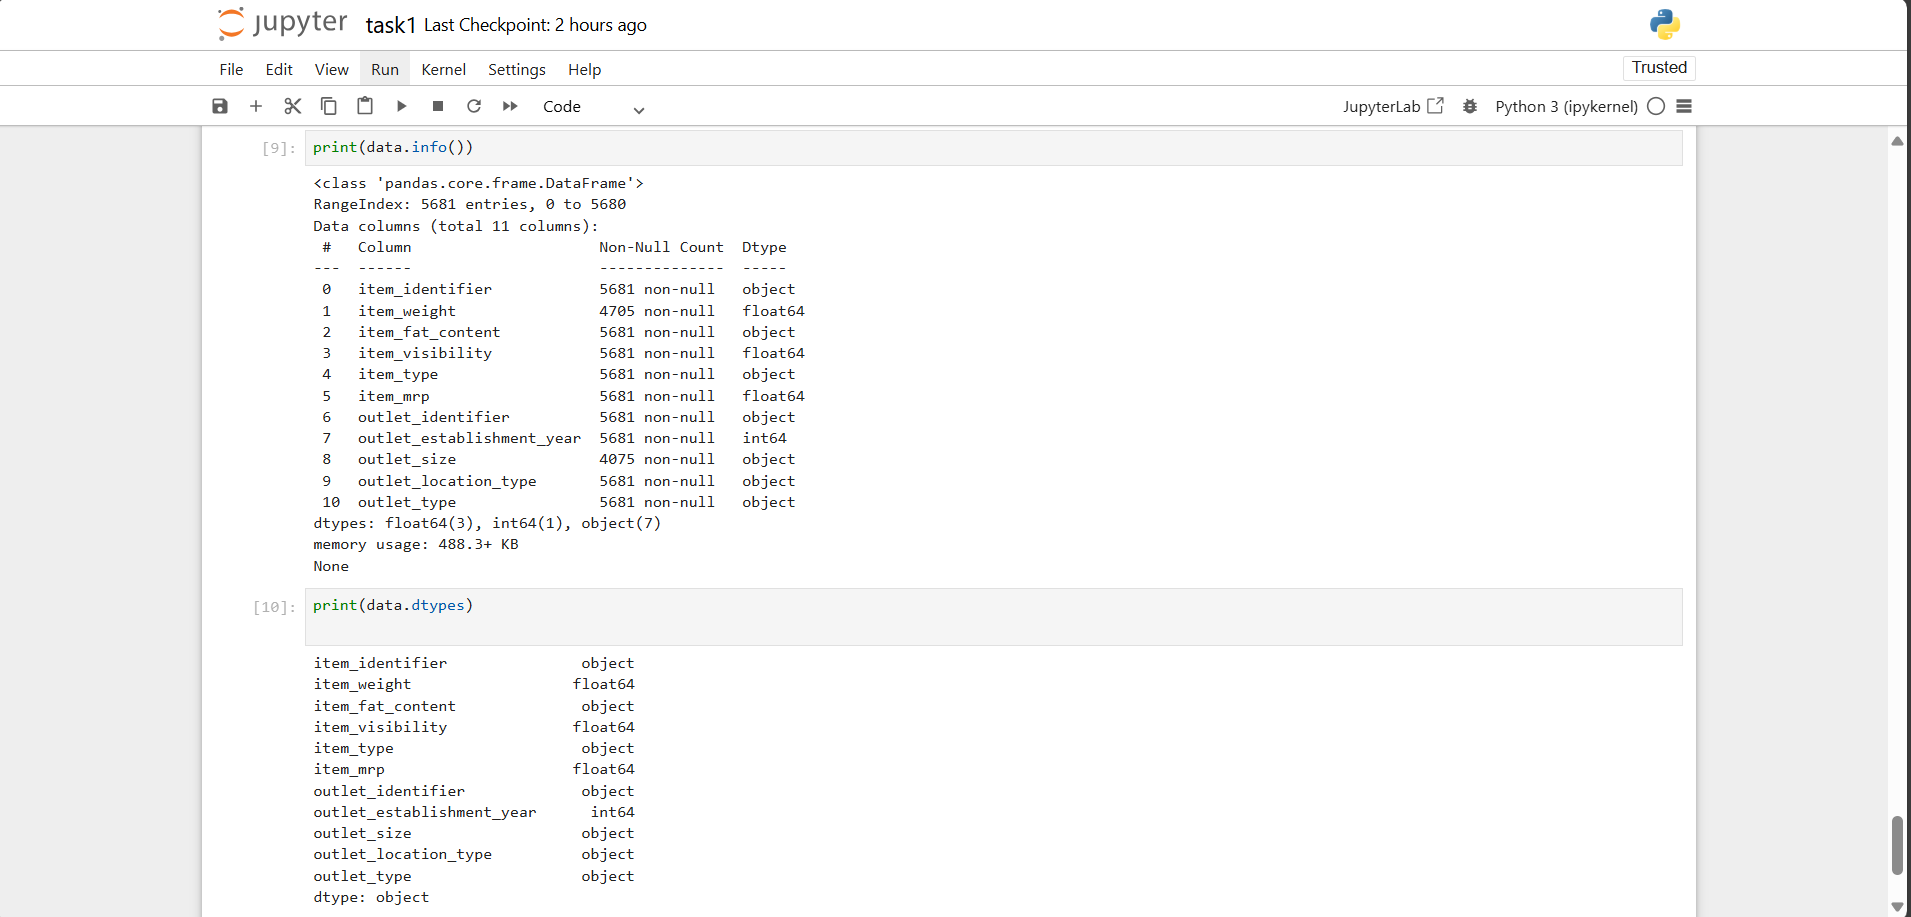 jupyter task1 Last Checkpoint: 2 hours ago
File Edit View Run Kernel Settings Help Trusted
Code JupyterLab Python 3 (ipykernel)
[9]: print(data.info())
<class 'pandas.core.frame.DataFrame'>
RangeIndex: 5681 entries, 0 to 5680
Data columns (total 11 columns):
 #   Column                     Non-Null Count  Dtype
---  ------                     --------------  -----
 0   item_identifier            5681 non-null   object
 1   item_weight                4705 non-null   float64
 2   item_fat_content           5681 non-null   object
 3   item_visibility            5681 non-null   float64
 4   item_type                  5681 non-null   object
 5   item_mrp                   5681 non-null   float64
 6   outlet_identifier          5681 non-null   object
 7   outlet_establishment_year  5681 non-null   int64
 8   outlet_size                4075 non-null   object
 9   outlet_location_type       5681 non-null   object
 10  outlet_type                5681 non-null   object
dtypes: float64(3), int64(1), object(7)
memory usage: 488.3+ KB
None
[10]: print(data.dtypes)
item_identifier               object
item_weight                  float64
item_fat_content              object
item_visibility              float64
item_type                     object
item_mrp                     float64
outlet_identifier             object
outlet_establishment_year      int64
outlet_size                   object
outlet_location_type          object
outlet_type                   object
dtype: object